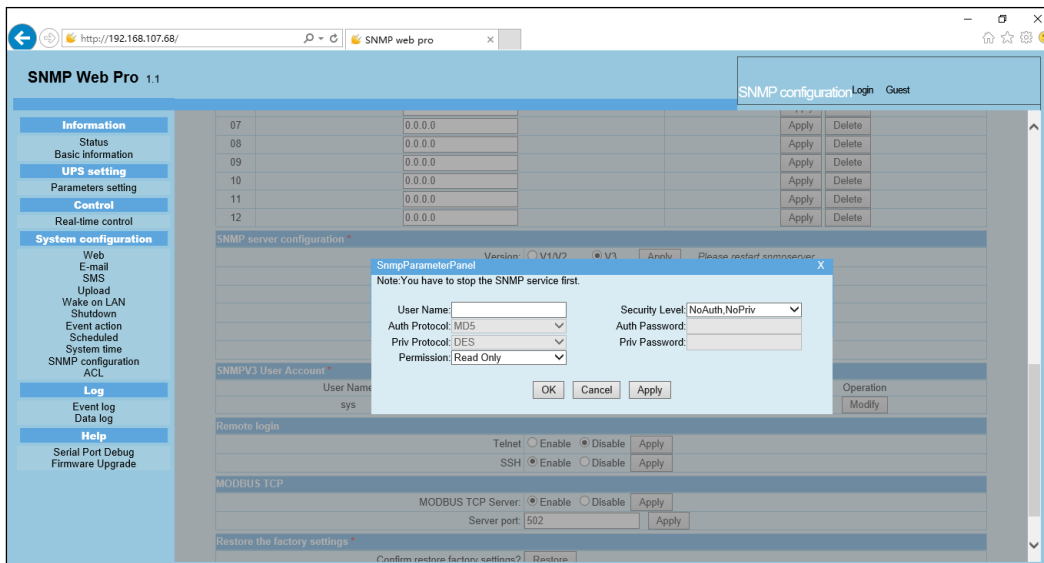 http://192.168.107.68/
SNMP web pro
SNMP Web Pro 1.1
SNMP configuration Login Guest
Information
Status
Basic information
UPS setting
Parameters setting
Control
Real-time control
System configuration
Web
E-mail
SMS
Upload
Wake on LAN
Shutdown
Event action
Scheduled
System time
SNMP configuration
ACL
Log
Event log
Data log
Help
Serial Port Debug
Firmware Upgrade
07 0.0.0.0 Apply Delete
08 0.0.0.0 Apply Delete
09 0.0.0.0 Apply Delete
10 0.0.0.0 Apply Delete
11 0.0.0.0 Apply Delete
12 0.0.0.0 Apply Delete
SNMP server configuration *
Version: V1/V2 V3 Apply Please restart snmpserver
SnmpParameterPanel X
Note:You have to stop the SNMP service first.
User Name: Security Level: NoAuth,NoPriv
Auth Protocol: MD5 Auth Password:
Priv Protocol: DES Priv Password:
Permission: Read Only
OK Cancel Apply
SNMPV3 User Account *
User Name Operation
sys Modify
Remote login
Telnet Enable Disable Apply
SSH Enable Disable Apply
MODBUS TCP
MODBUS TCP Server: Enable Disable Apply
Server port: 502 Apply
Restore the factory settings *
Confirm restore factory settings? Restore